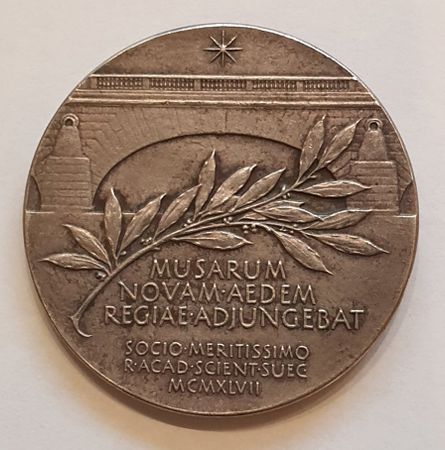 MUSARUM
NOVAM·AEDEM
REGIAE·ADJUNGEBAT
SOCIO·MERITISSIMO
R·ACAD·SCIENT·SUEC
MCMXLVII